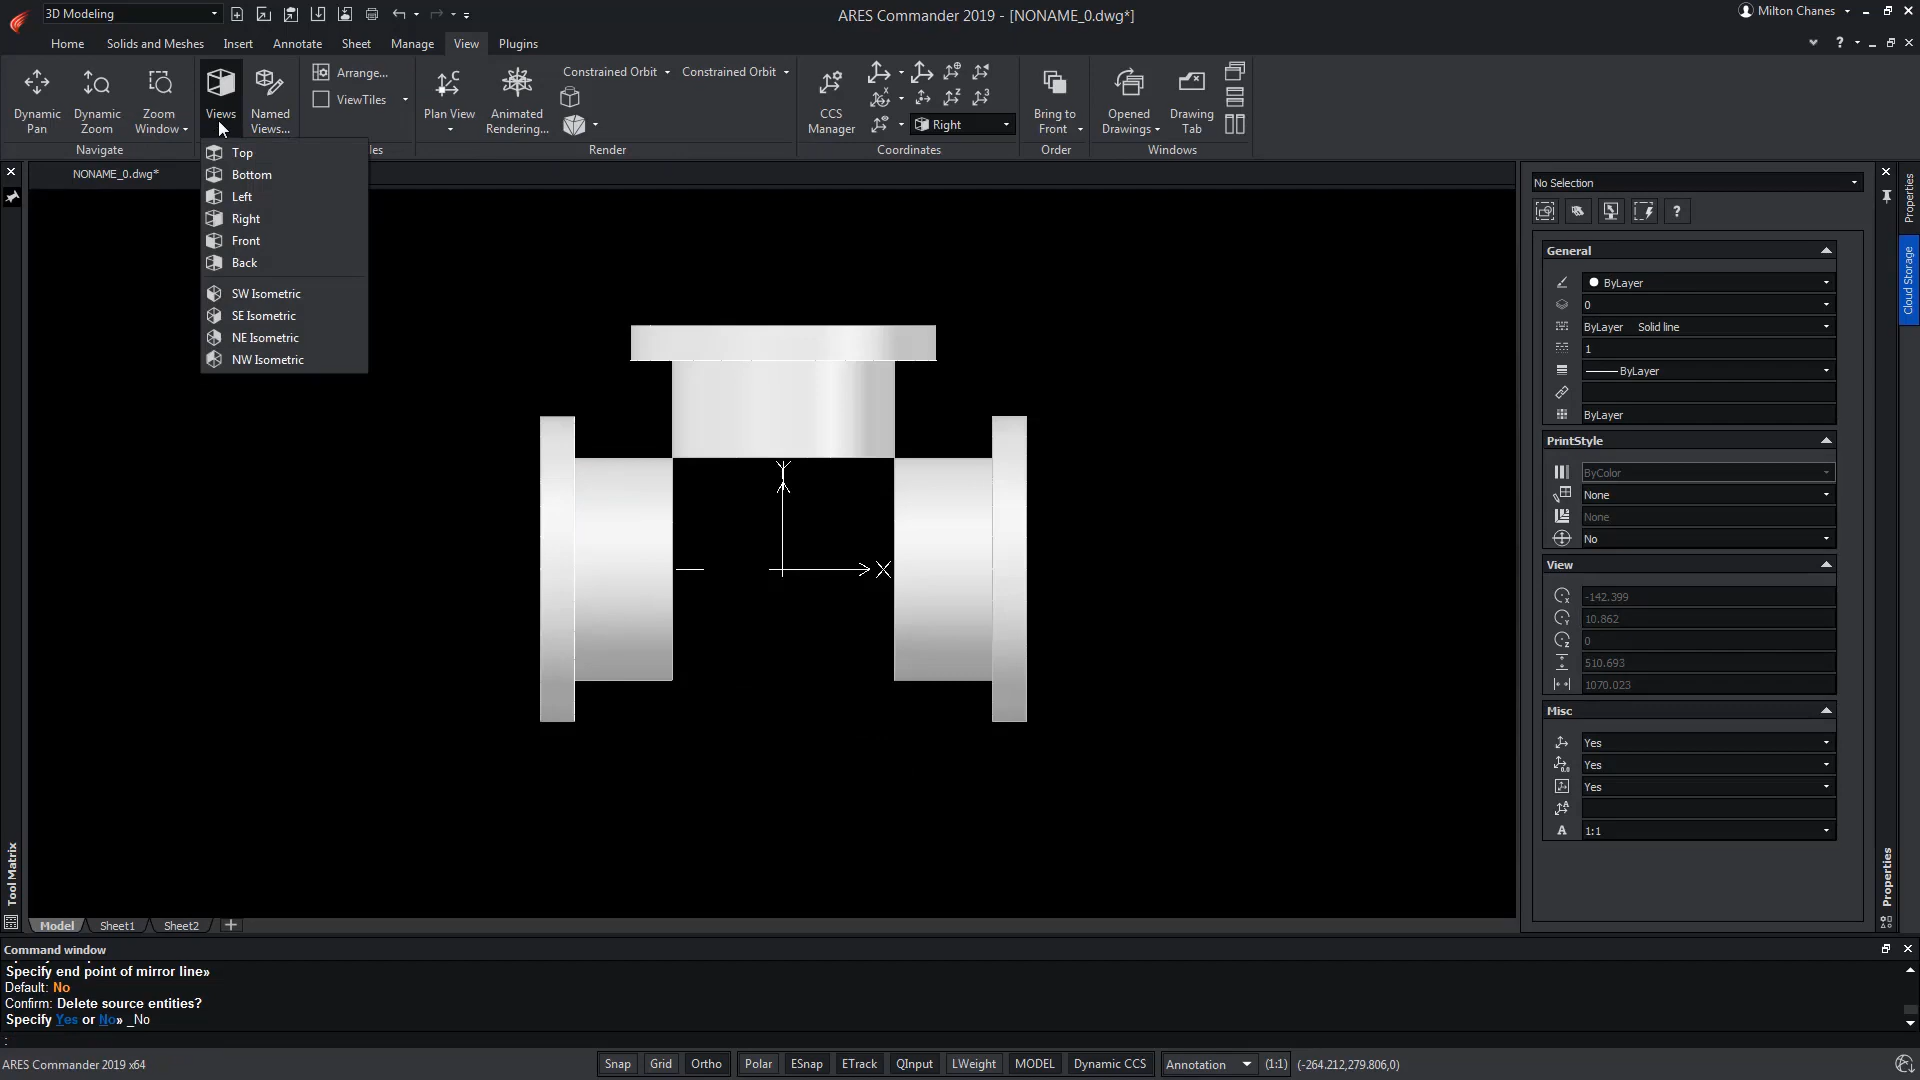 3D Modeling
ARES Commander 2019 - [NONAME_0.dwg*]
Milton Chanes
Home Solids and Meshes Insert Annotate Sheet Manage View Plugins
Dynamic Pan
Dynamic Zoom
Zoom Window
Navigate
Views
Named Views...
Arrange...
ViewTiles
les
Plan View
Animated Rendering...
Constrained Orbit
Constrained Orbit
Render
CCS Manager
Right
Coordinates
Bring to Front
Order
Opened Drawings
Drawing Tab
Windows
NONAME_0.dwg*
Top
Bottom
Left
Right
Front
Back
SW Isometric
SE Isometric
NE Isometric
NW Isometric
Y
X
No Selection
?
General
ByLayer
0
ByLayer Solid line
1
ByLayer
ByLayer
PrintStyle
ByColor
None
None
No
View
-142.399
10.862
0
510.693
1070.023
Misc
Yes
Yes
Yes
1:1
Properties
Cloud Storage
Properties
Tool Matrix
Model Sheet1 Sheet2 +
Command window
Specify end point of mirror line»
Default: No
Confirm: Delete source entities?
Specify Yes or No» _No
:
ARES Commander 2019 x64
Snap Grid Ortho Polar ESnap ETrack QInput LWeight MODEL Dynamic CCS Annotation (1:1) (-264.212,279.806,0)